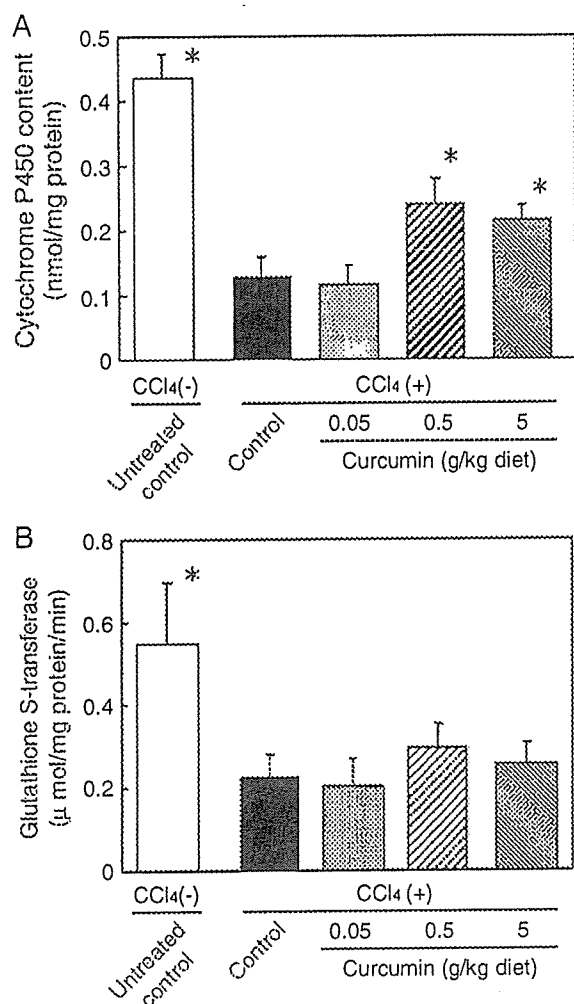 A
Cytochrome P450 content
(nmol/mg protein)
0.5
0.4
0.3
0.2
0.1
0
*
*
*
CCl4(-)
CCl4 (+)
Untreated
control
Control
0.05
0.5
5
Curcumin (g/kg diet)
B
Glutathione S-transferase
(μ mol/mg protein/min)
0.8
0.6
0.4
0.2
0
*
CCl4(-)
CCl4 (+)
Untreated
control
Control
0.05
0.5
5
Curcumin (g/kg diet)